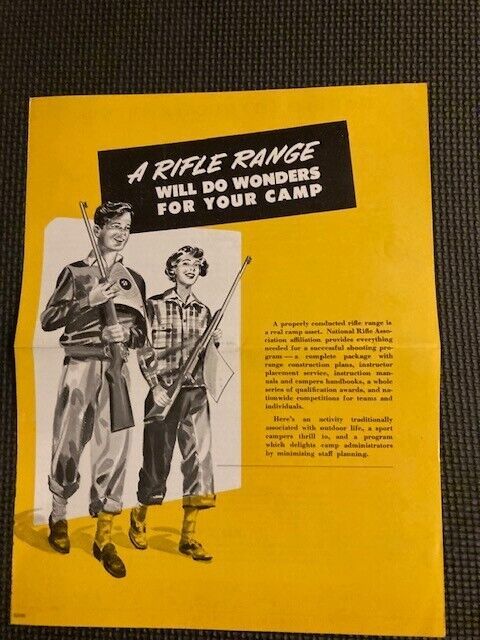 A RIFLE RANGE
WILL DO WONDERS
FOR YOUR CAMP
A properly conducted rifle range is
a real camp asset. National Rifle Asso-
ciation affiliation provides everything
needed for a successful shooting pro-
gram — a complete package with
range construction plans, instructor
placement service, instruction man-
uals and campers handbooks, a whole
series of qualification awards, and na-
tionwide competitions for teams and
individuals.
Here's an activity traditionally
associated with outdoor life, a sport
campers thrill to, and a program
which delights camp administrators
by minimizing staff planning.